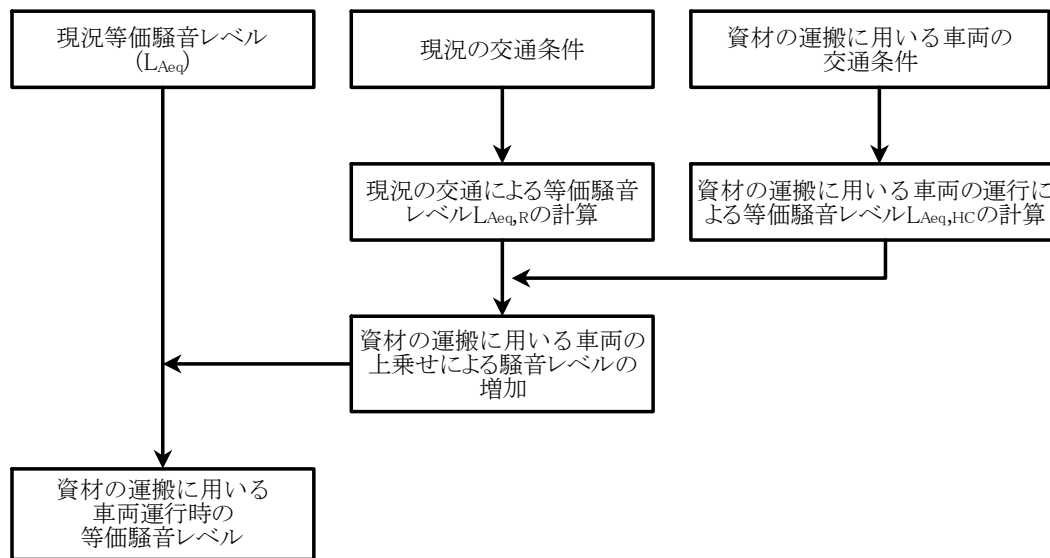 現況等価騒音レベル
(LAeq)
現況の交通条件
資材の運搬に用いる車両の
交通条件
現況の交通による等価騒音
レベルLAeq,Rの計算
資材の運搬に用いる車両の運行に
よる等価騒音レベルLAeq,HCの計算
資材の運搬に用いる車両の
上乗せによる騒音レベルの
増加
資材の運搬に用いる
車両運行時の
等価騒音レベル